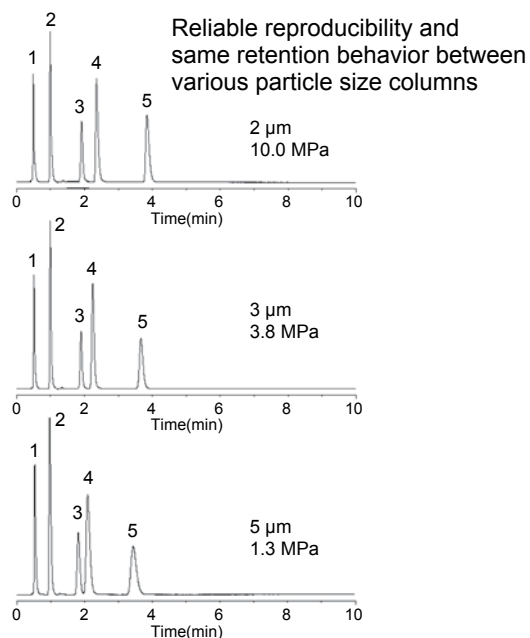 Reliable reproducibility and
same retention behavior between
various particle size columns
1
2
3
4
5
2 µm
10.0 MPa
0
2
4
6
8
10
Time(min)
1
2
3
4
5
3 µm
3.8 MPa
0
2
4
6
8
10
Time(min)
1
2
3
4
5
5 µm
1.3 MPa
0
2
4
6
8
10
Time(min)